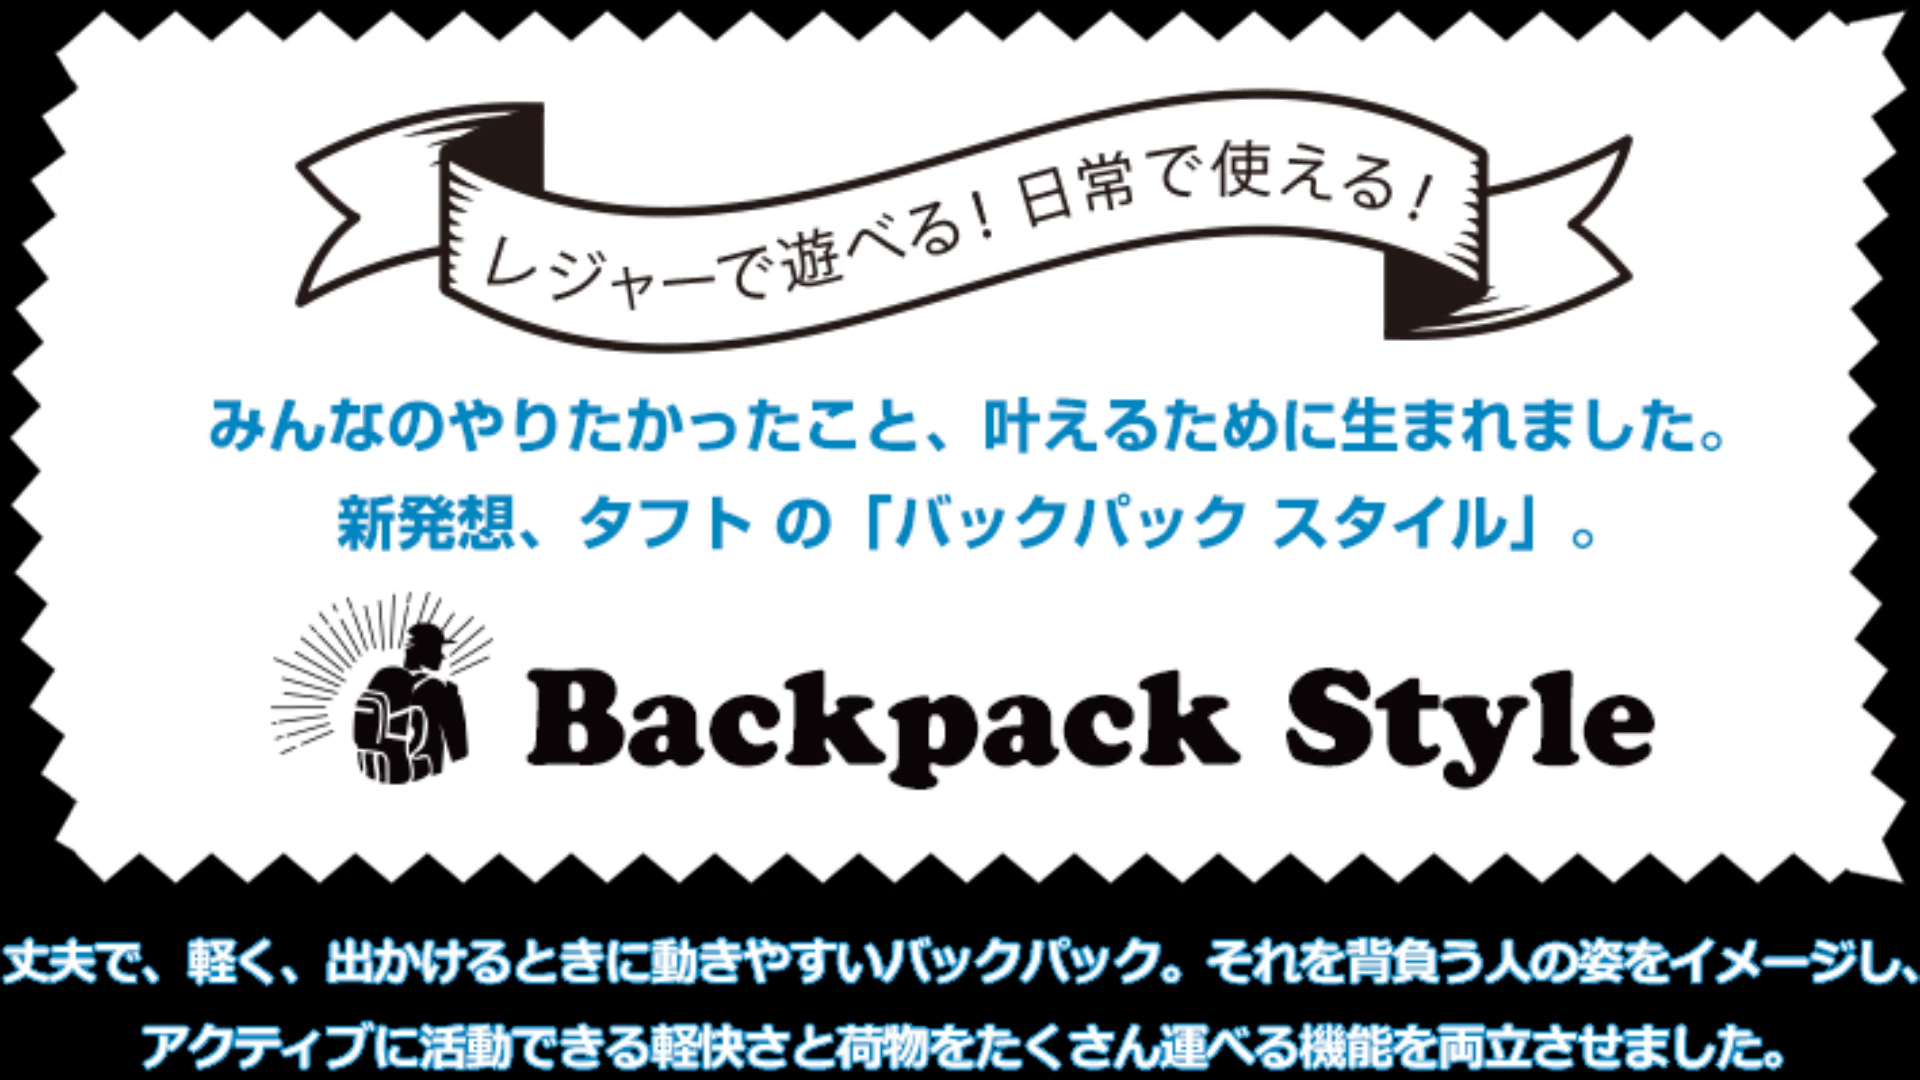 レジャーで遊べる！日常で使える！
みんなのやりたかったこと、叶えるために生まれました。
新発想、タフト の「バックパック スタイル」。
Backpack Style
丈夫で、軽く、出かけるときに動きやすいバックパック。それを背負う人の姿をイメージし、
アクティブに活動できる軽快さと荷物をたくさん運べる機能を両立させました。